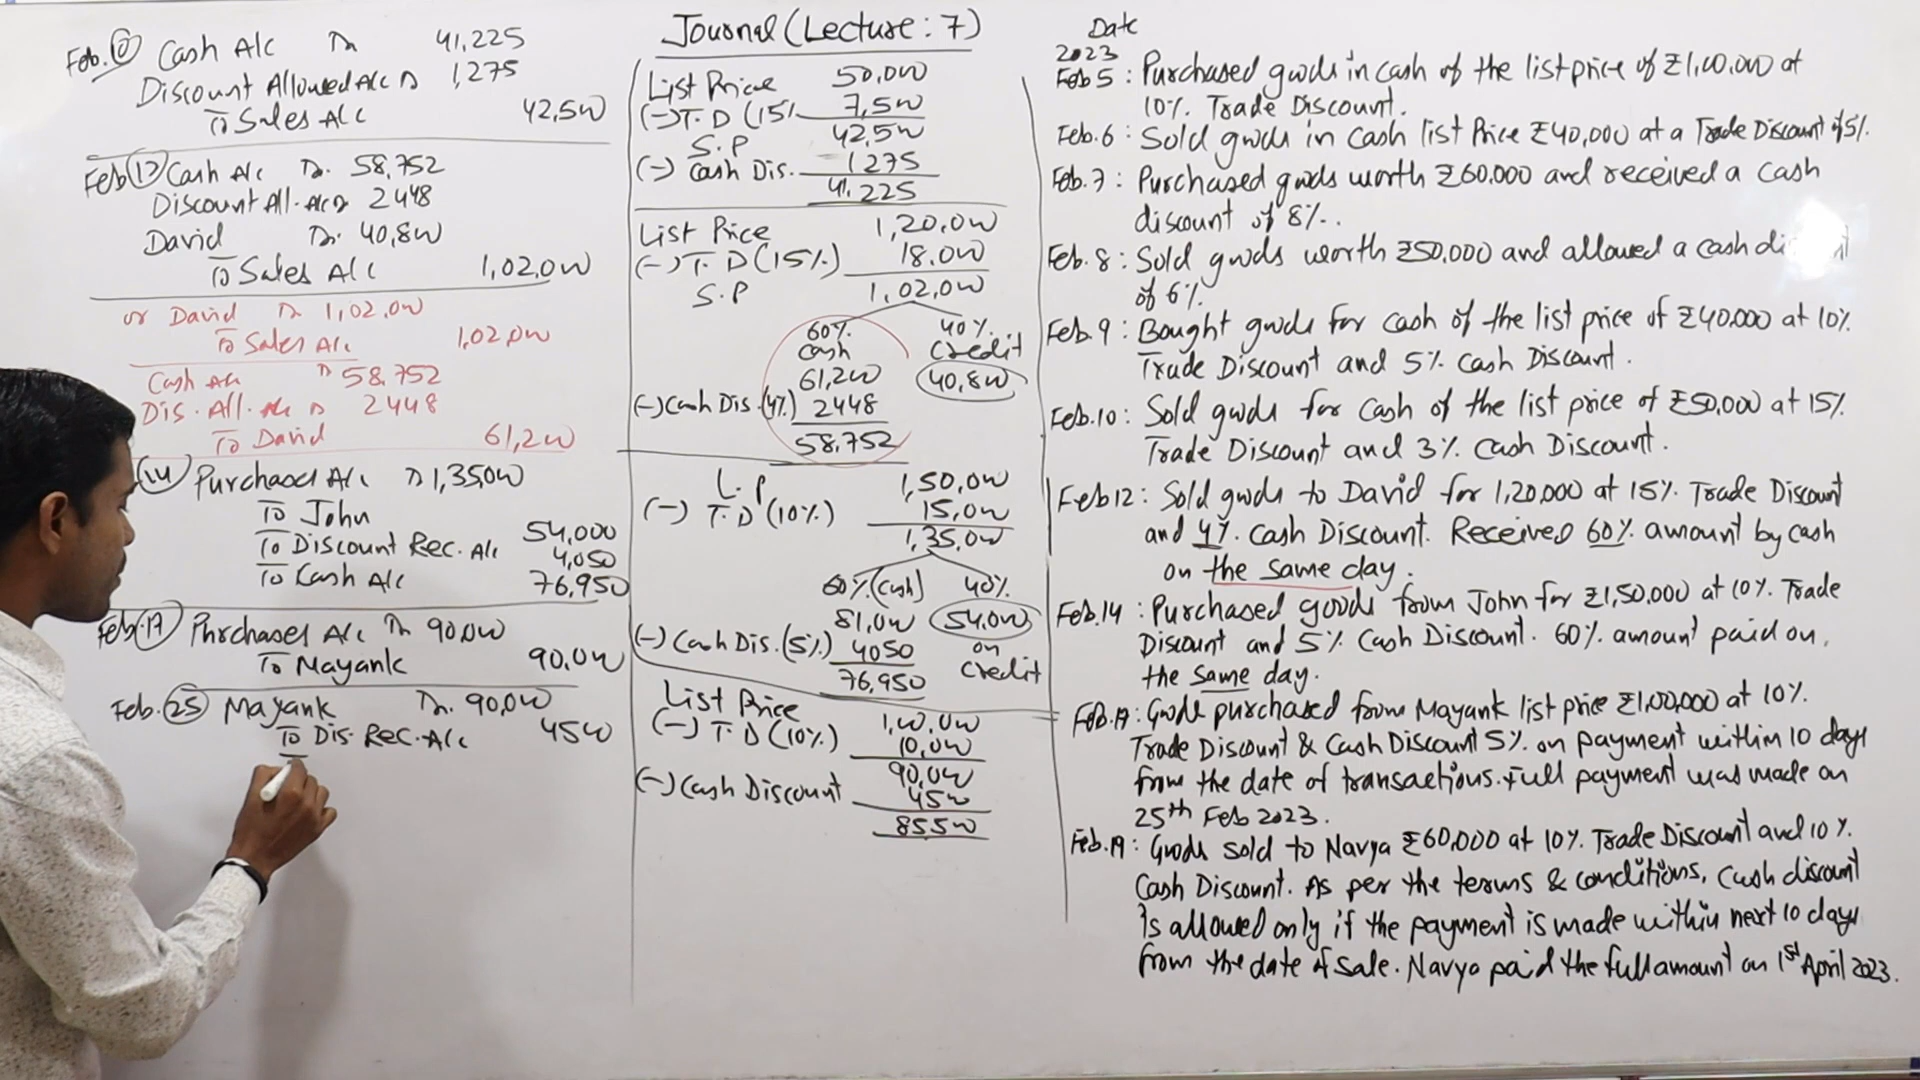 Journal (Lecture : 7)
Feb. 10 Cash A/c Dr 41,225
Discount Allowed A/c Dr 1,275
To Sales A/c 42,500
Feb 12 Cash A/c Dr. 58,752
Discount All. A/c Dr 2448
David Dr. 40,800
To Sales A/c 1,02,000
or David Dr 1,02,000
To Sales A/c 1,02,000
Cash A/c Dr 58,752
Dis. All. A/c Dr 2448
To David 61,200
14 Purchases A/c Dr 1,35,000
To John 54,000
To Discount Rec. A/c 4,050
To Cash A/c 76,950
Feb. 17 Purchases A/c Dr 90,000
To Mayank 90,000
Feb. 25 Mayank Dr. 90,000
To Dis. Rec. A/c 4500
List Price 50,000
(-) T.D (15% 7,500
S.P 42,500
(-) Cash Dis. 1275
41,225
List Price 1,20,000
(-) T.D (15%) 18,000
S.P 1,02,000
60% 40%
Cash Credit
61,200 40,800
(-) Cash Dis. (4%) 2448
58,752
L.P 1,50,000
(-) T.D (10%) 15,000
1,35,000
60% (Cash) 40%
81,000 54,000
(-) Cash Dis. (5%) 4050 on
76,950 Credit
List Price 1,00,000
(-) T.D (10%) 10,000
90,000
(-) Cash Discount 4500
85500
Date
2023
Feb 5 : Purchased goods in cash of the list price of ₹1,00,000 at
10% Trade Discount.
Feb. 6 : Sold goods in cash list Price ₹40,000 at a Trade Discount of 5%.
Feb. 7 : Purchased goods worth ₹60,000 and received a cash
discount of 8%..
Feb. 8 : Sold goods worth ₹50,000 and allowed a cash di nt
of 6%
Feb. 9 : Bought goods for cash of the list price of ₹40,000 at 10%
Trade Discount and 5% cash Discount.
Feb. 10 : Sold goods for cash of the list price of ₹50,000 at 15%
Trade Discount and 3% cash Discount.
Feb 12 : Sold goods to David for 1,20,000 at 15% Trade Discount
and 4% cash Discount. Received 60% amount by cash
on the same day.
Feb. 14 : Purchased goods from John for ₹1,50,000 at 10% Trade
Discount and 5% Cash Discount. 60% amount paid on
the same day.
Feb. 17 : Goods purchased from Mayank list price ₹1,00,000 at 10%
Trade Discount & Cash Discount 5% on payment within 10 days
from the date of transactions. Full payment was made on
25th Feb 2023.
Feb. 19 : Goods sold to Navya ₹60,000 at 10% Trade Discount and 10%
Cash Discount. As per the terms & conditions, Cash discount
is allowed only if the payment is made within next 10 days
from the date of sale. Navya paid the full amount on 1st April 2023.